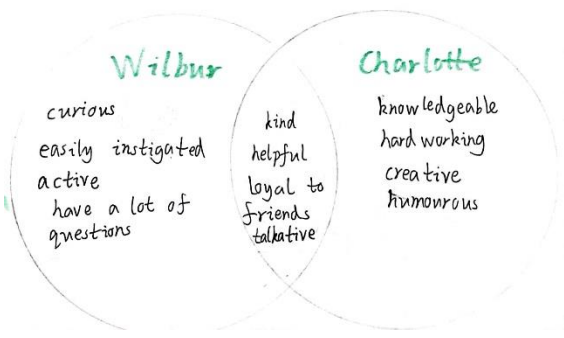 Wilbur
curious
easily instigated
active
have a lot of
questions
kind
helpful
loyal to
friends
talkative
Charlotte
knowledgeable
hard working
creative
humourous